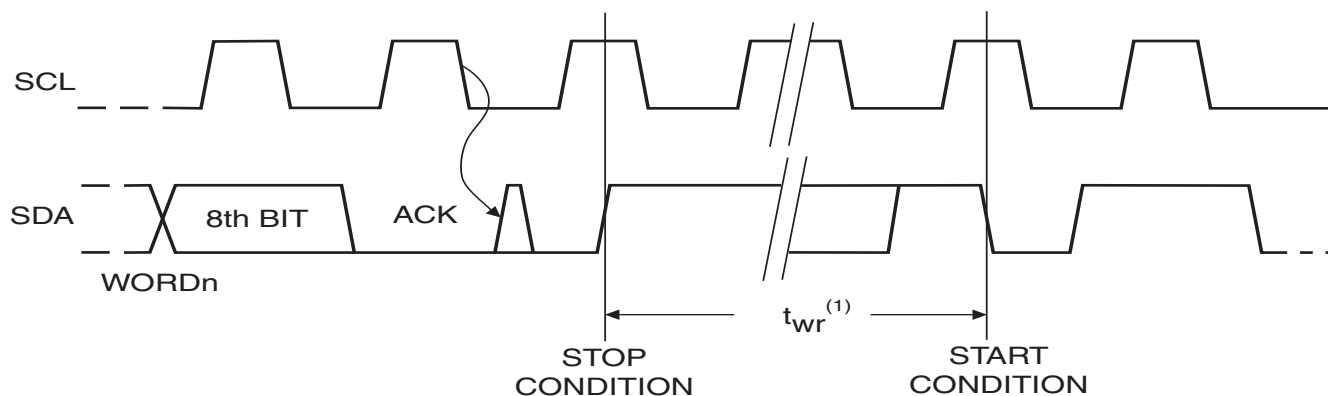 SCL
SDA
8th BIT
ACK
WORDn
twr(1)
STOP
CONDITION
START
CONDITION